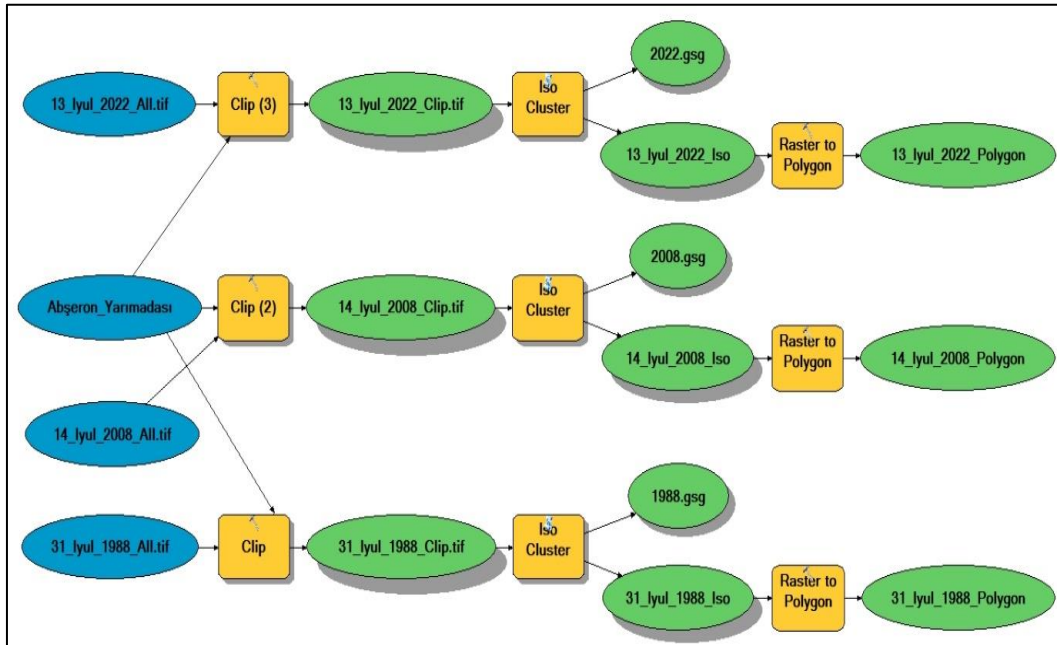 2022.gsg
13_Iyul_2022_All.tif
Clip (3)
13_Iyul_2022_Clip.tif
Iso
Cluster
13_Iyul_2022_Iso
Raster to
Polygon
13_Iyul_2022_Polygon
2008.gsg
Abşeron_Yarımadası
Clip (2)
14_Iyul_2008_Clip.tif
Iso
Cluster
14_Iyul_2008_Iso
Raster to
Polygon
14_Iyul_2008_Polygon
14_Iyul_2008_All.tif
1988.gsg
31_Iyul_1988_All.tif
Clip
31_Iyul_1988_Clip.tif
Iso
Cluster
31_Iyul_1988_Iso
Raster to
Polygon
31_Iyul_1988_Polygon